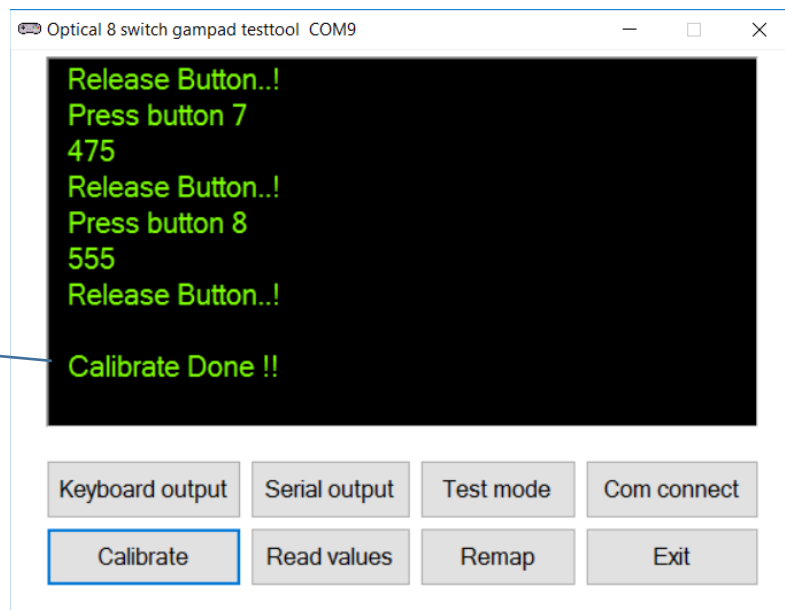 Optical 8 switch gampad testtool COM9
Release Button..!
Press button 7
475
Release Button..!
Press button 8
555
Release Button..!
Calibrate Done !!
Keyboard output Serial output Test mode Com connect
Calibrate Read values Remap Exit